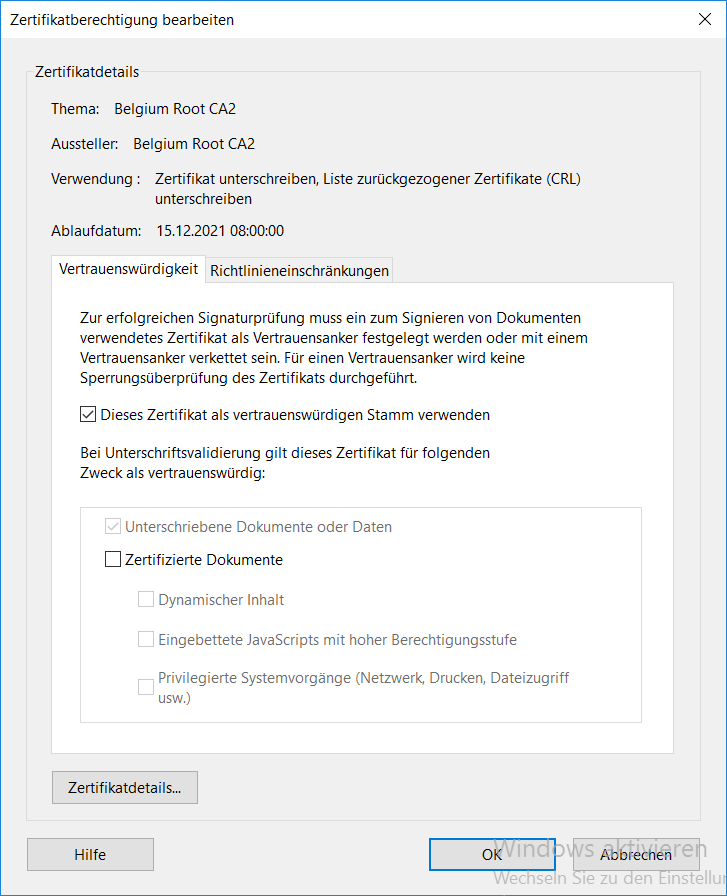 Zertifikatberechtigung bearbeiten
Zertifikatdetails
Thema: Belgium Root CA2
Aussteller: Belgium Root CA2
Verwendung : Zertifikat unterschreiben, Liste zurückgezogener Zertifikate (CRL)
unterschreiben
Ablaufdatum: 15.12.2021 08:00:00
Vertrauenswürdigkeit Richtlinieneinschränkungen
Zur erfolgreichen Signaturprüfung muss ein zum Signieren von Dokumenten
verwendetes Zertifikat als Vertrauensanker festgelegt werden oder mit einem
Vertrauensanker verkettet sein. Für einen Vertrauensanker wird keine
Sperrungsüberprüfung des Zertifikats durchgeführt.
Dieses Zertifikat als vertrauenswürdigen Stamm verwenden
Bei Unterschriftsvalidierung gilt dieses Zertifikat für folgenden
Zweck als vertrauenswürdig:
Unterschriebene Dokumente oder Daten
Zertifizierte Dokumente
Dynamischer Inhalt
Eingebettete JavaScripts mit hoher Berechtigungsstufe
Privilegierte Systemvorgänge (Netzwerk, Drucken, Dateizugriff
usw.)
Zertifikatdetails...
Hilfe OK Abbrechen
Windows aktivieren
Wechseln Sie zu den Einstellu